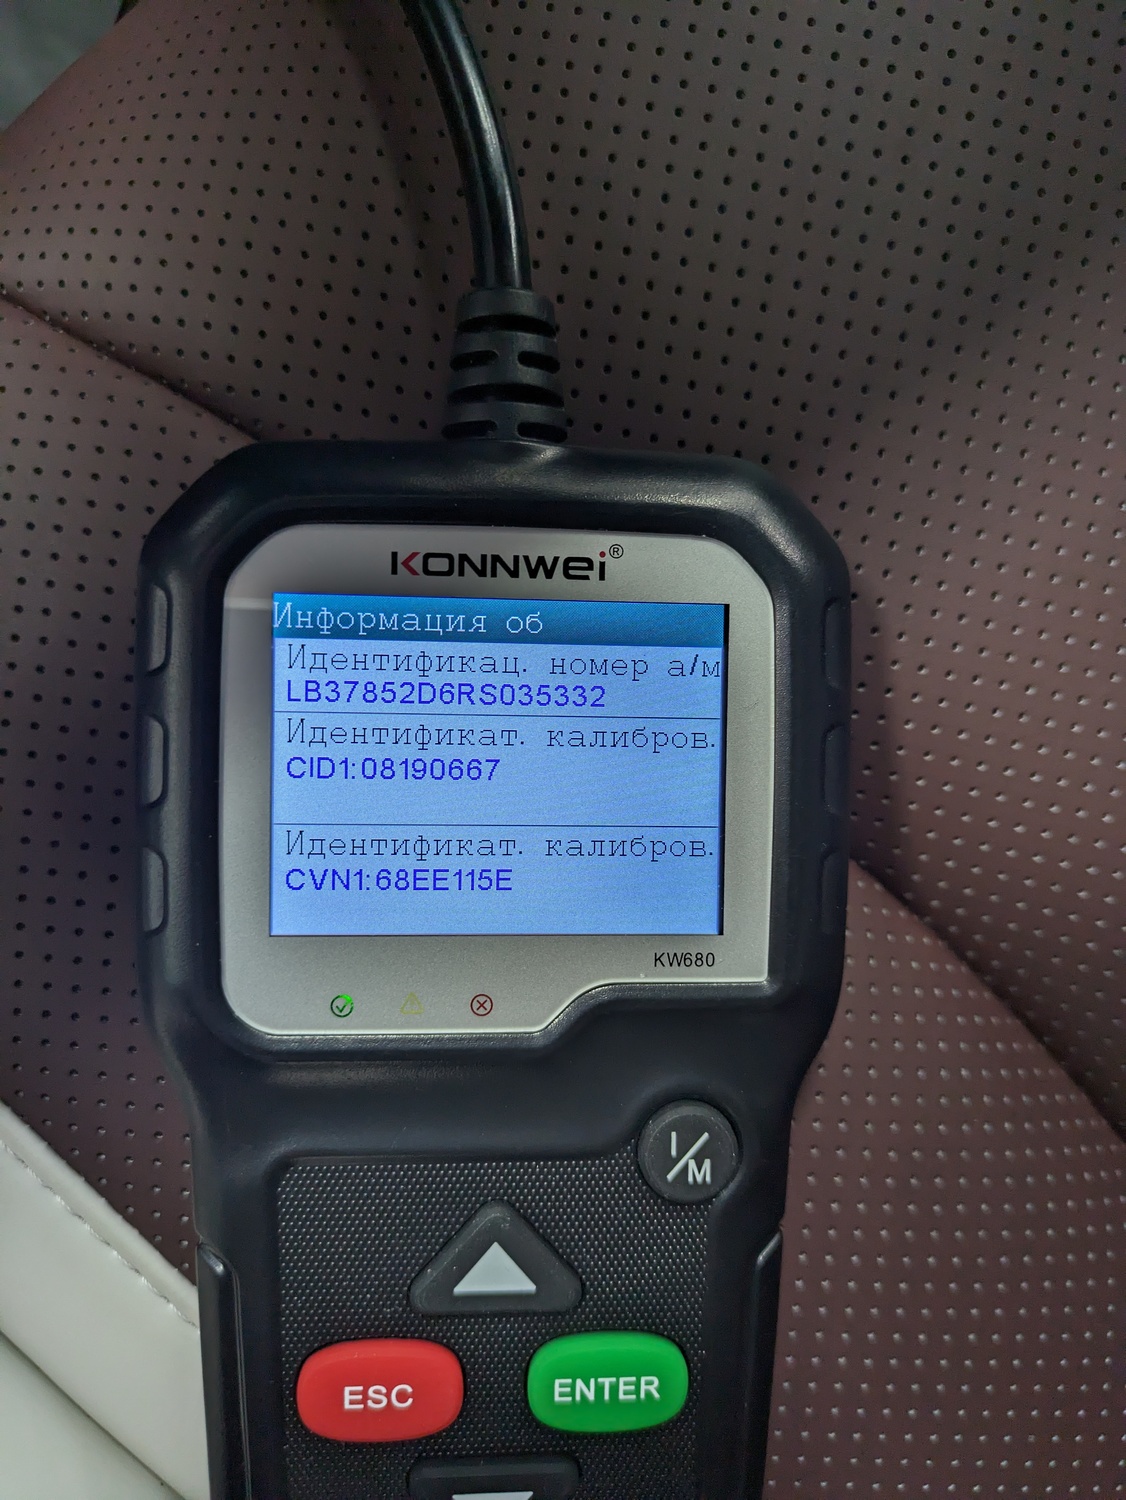 KONNWEI®
Информация об
Идентификац. номер а/м
LB37852D6RS035332
Идентификат. калибров.
CID1:08190667
Идентификат. калибров.
CVN1:68EE115E
KW680
I/M
ESC
ENTER